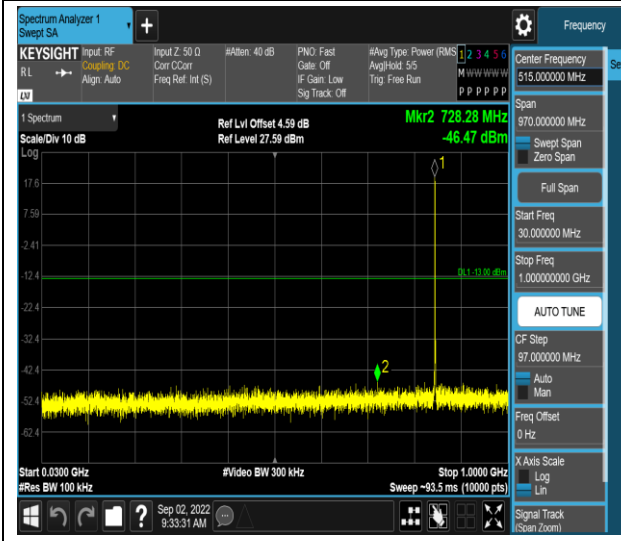 Spectrum Analyzer 1
Swept SA
+
Frequency
KEYSIGHT
RL
LXI
Input: RF
Coupling: DC
Align: Auto
Input Z: 50 Ω
Corr CCorr
Freq Ref: Int (S)
#Atten: 40 dB
PNO: Fast
Gate: Off
IF Gain: Low
Sig Track: Off
#Avg Type: Power (RMS
Avg|Hold: 5/5
Trig: Free Run
1 2 3 4 5 6
M W W W W W
P P P P P P
1 Spectrum
Scale/Div 10 dB
Ref Lvl Offset 4.59 dB
Ref Level 27.59 dBm
Mkr2 728.28 MHz
-46.47 dBm
Log
1
17.6
7.59
-2.41
-12.4
DL1 -13.00 dBm
-22.4
-32.4
-42.4
2
-52.4
-62.4
Start 0.0300 GHz
#Res BW 100 kHz
#Video BW 300 kHz
Stop 1.0000 GHz
Sweep ~93.5 ms (10000 pts)
Sep 02, 2022
9:33:31 AM
?
Center Frequency
515.000000 MHz
Se
Span
970.000000 MHz
Swept Span
Zero Span
Full Span
Start Freq
30.000000 MHz
Stop Freq
1.000000000 GHz
AUTO TUNE
CF Step
97.000000 MHz
Auto
Man
Freq Offset
0 Hz
X Axis Scale
Log
Lin
Signal Track
(Span Zoom)